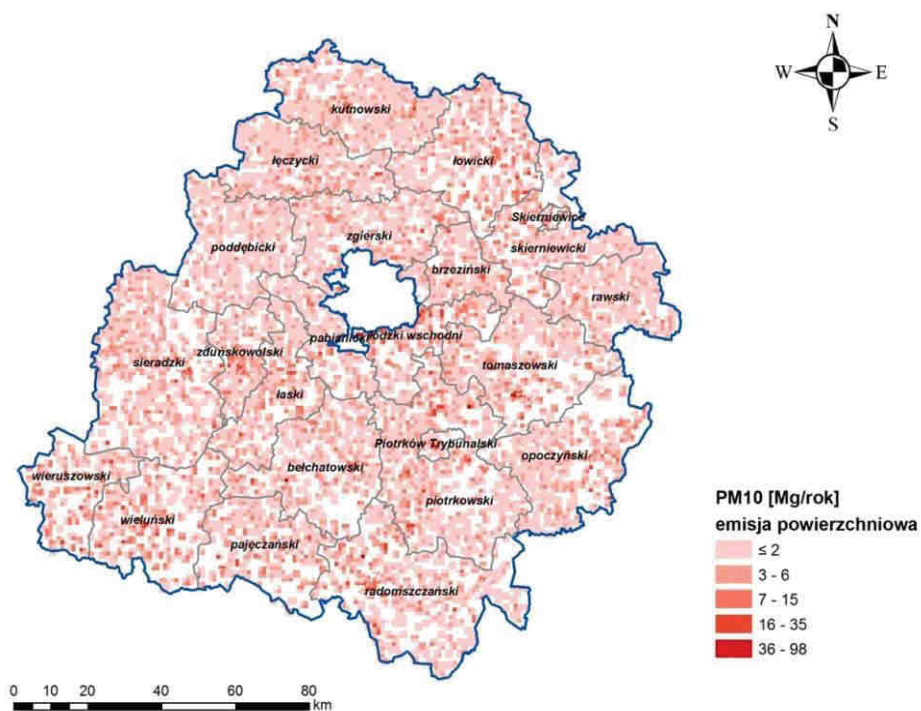 N
W E
S
kutnowski
łęczycki
łowicki
Skierniewice
zgierski
poddębicki
skierniewicki
brzeziński
rawski
pabianicki łódzki wschodni
zduńskowolski
sieradzki
tomaszowski
łaski
Piotrków Trybunalski
opoczyński
bełchatowski
wieruszowski
piotrkowski
wieluński
pajęczański
radomszczański
PM10 [Mg/rok]
emisja powierzchniowa
≤ 2
3 - 6
7 - 15
16 - 35
36 - 98
0 10 20 40 60 80
km